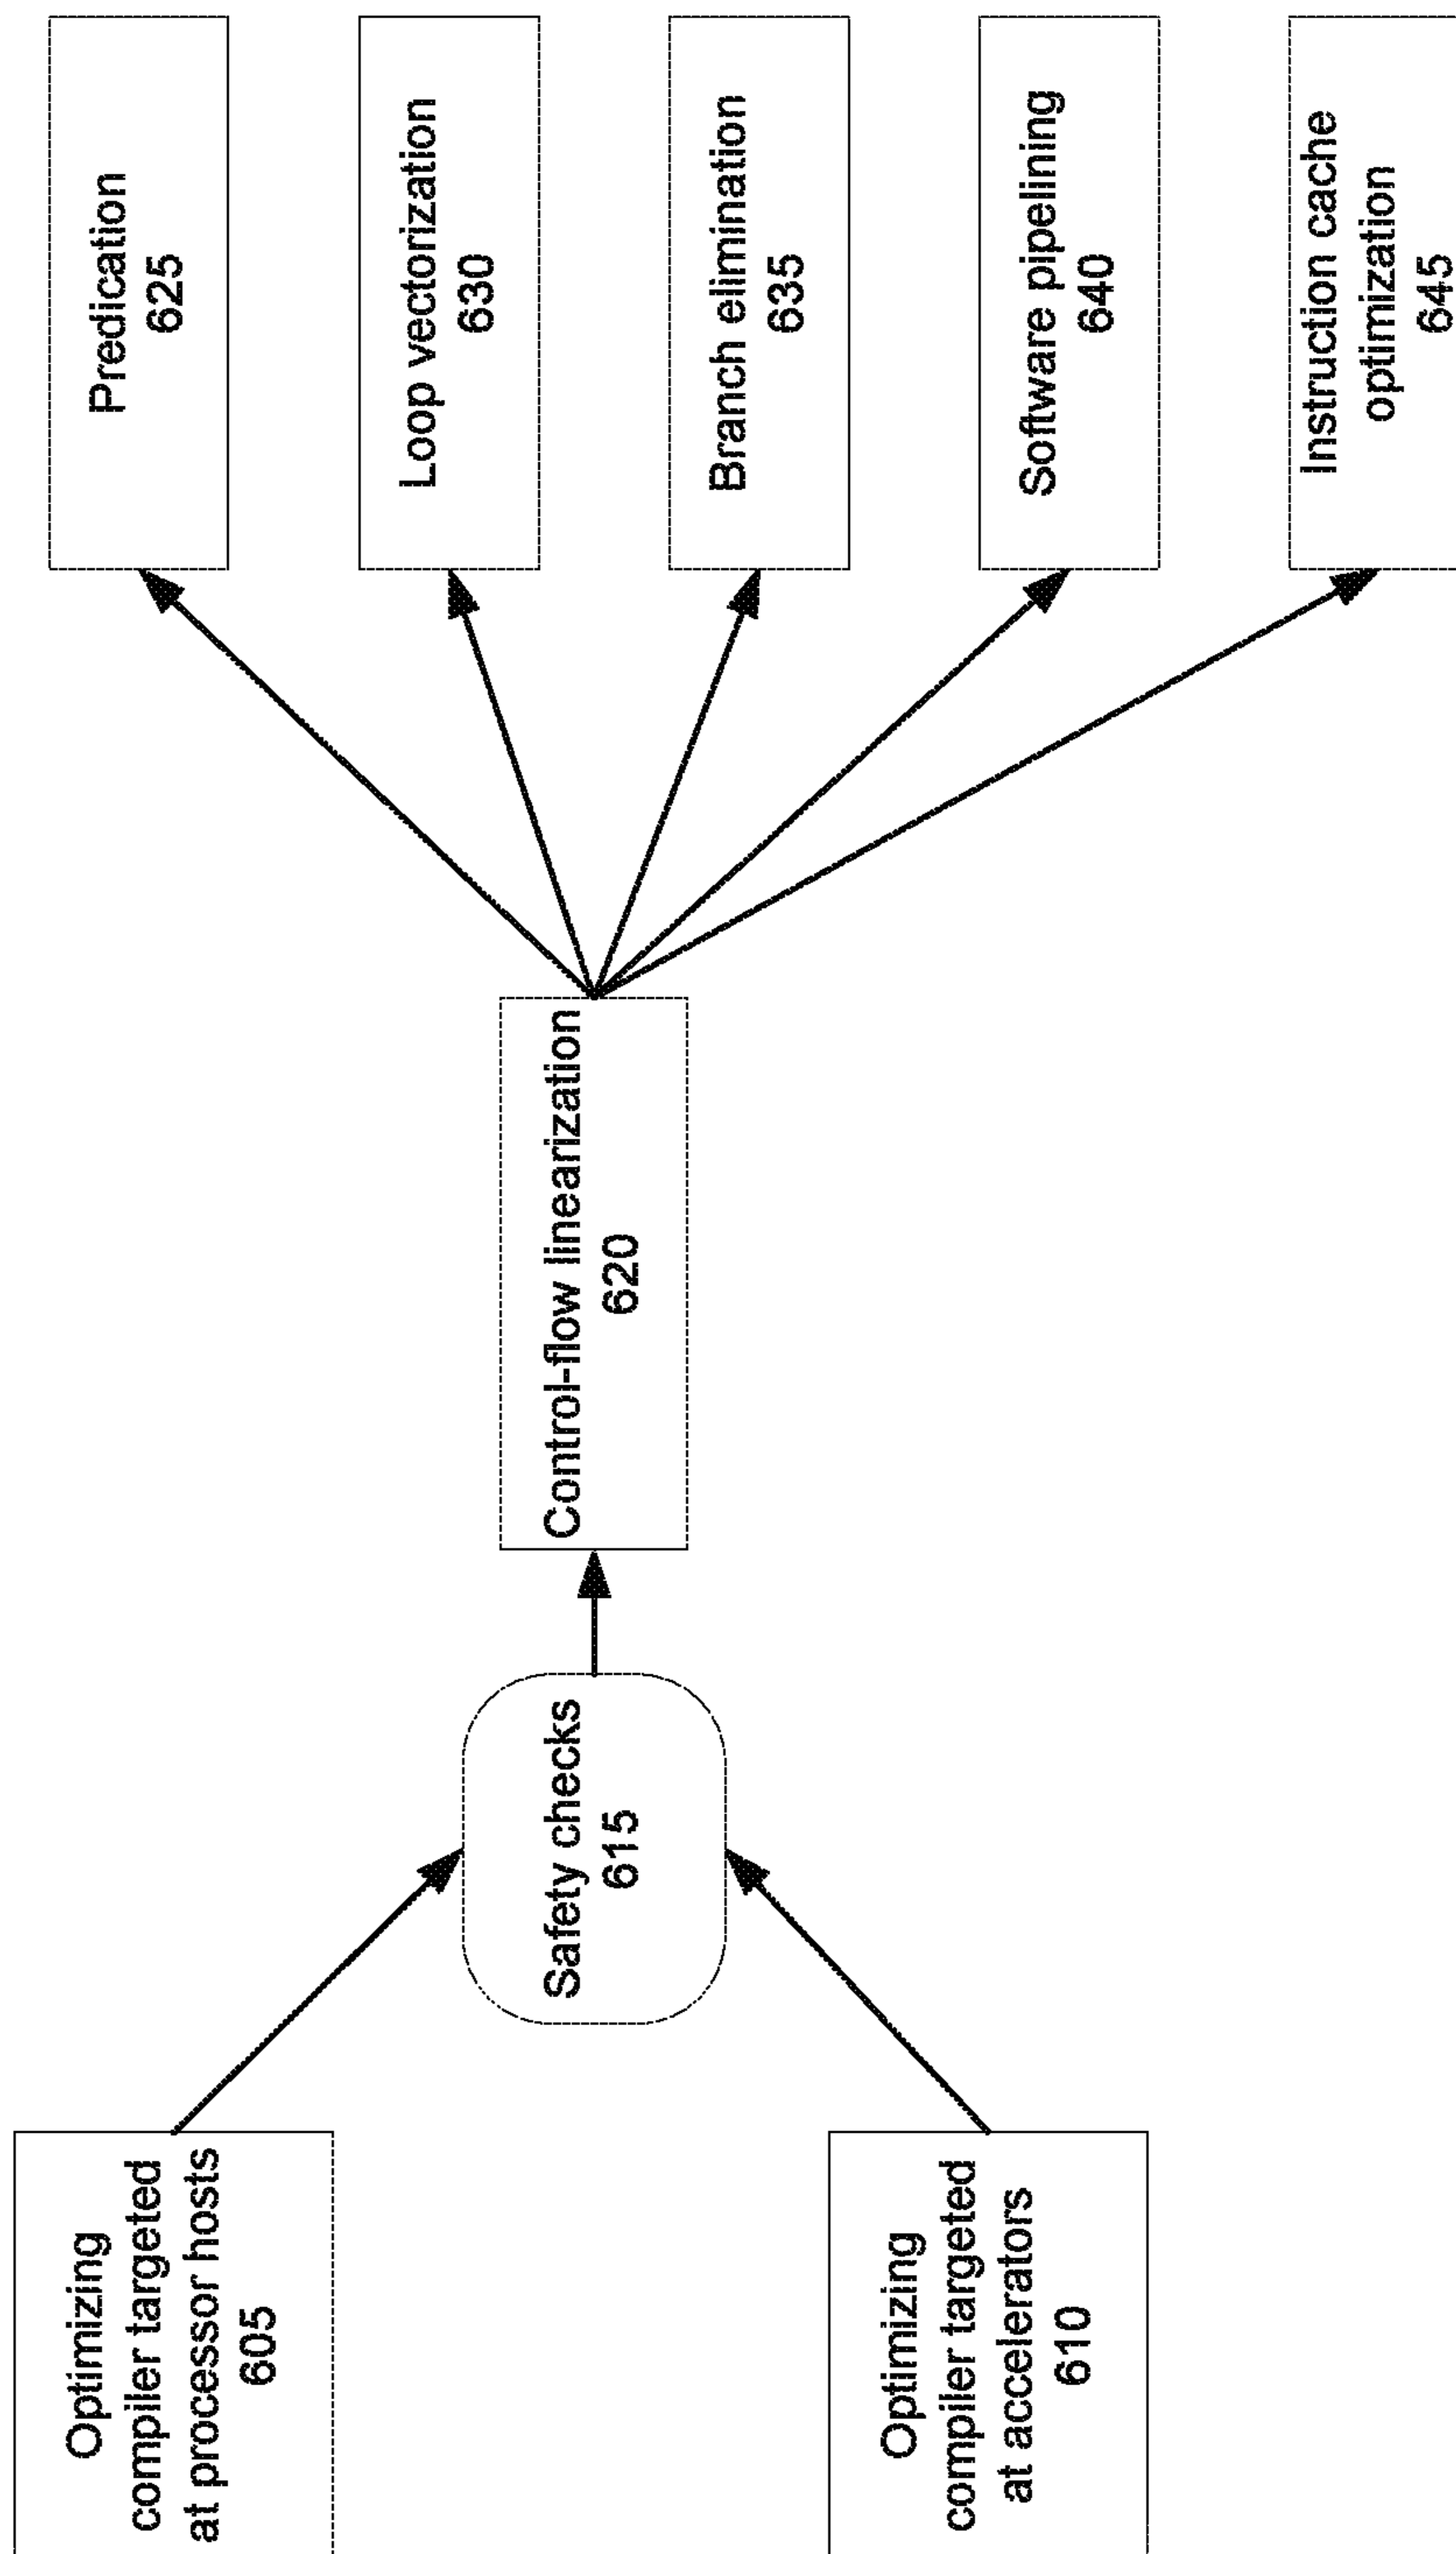 Optimizing
compiler targeted
at processor hosts
605
Optimizing
compiler targeted
at accelerators
610
Safety checks
615
Control-flow linearization
620
Predication
625
Loop vectorization
630
Branch elimination
635
Software pipelining
640
Instruction cache
optimization
645